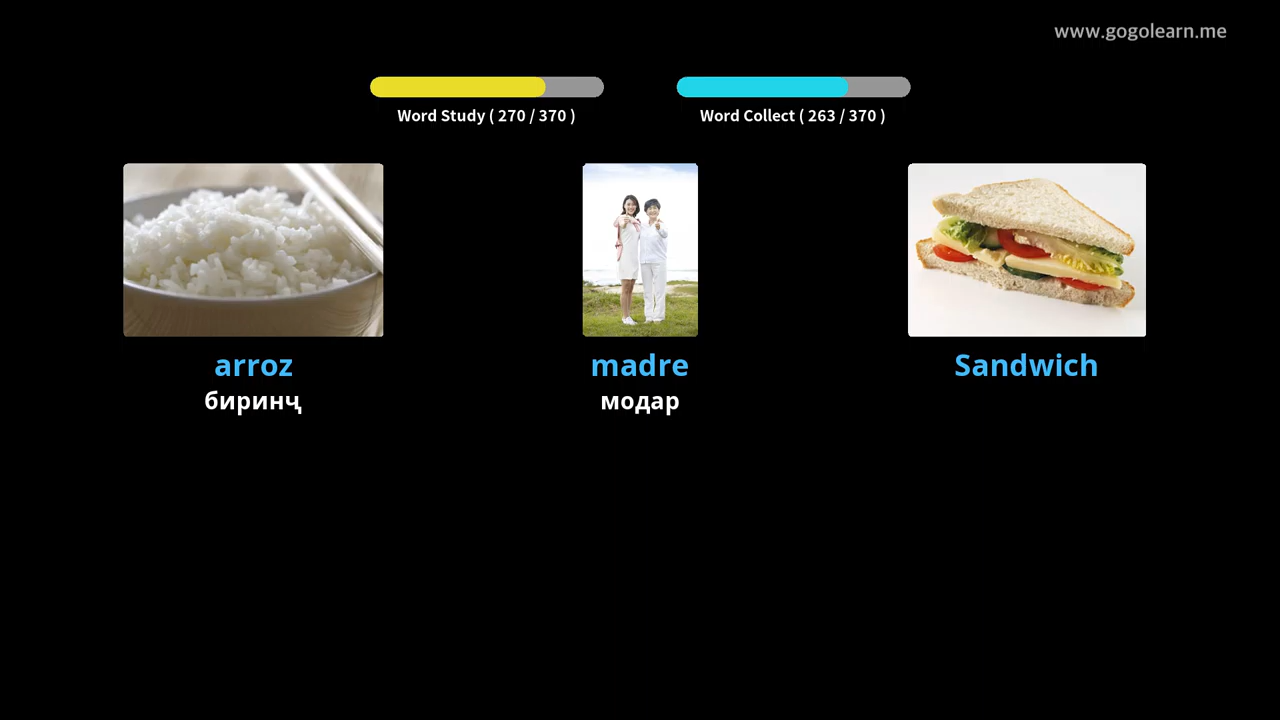 www.gogolearn.me
Word Study ( 270 / 370 )
Word Collect ( 263 / 370 )
arroz
биринҷ
madre
модар
Sandwich